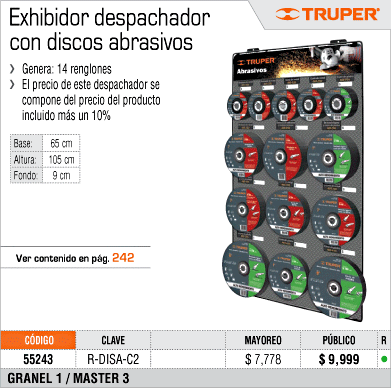 Exhibidor despachador
con discos abrasivos
TRUPER®
› Genera: 14 renglones
› El precio de este despachador se
compone del precio del producto
incluido más un 10%
Base: 65 cm
Altura: 105 cm
Fondo: 9 cm
TRUPER
Abrasivos
Ver contenido en pág. 242
CÓDIGO CLAVE MAYOREO PÚBLICO R
55243 R-DISA-C2 $ 7,778 $ 9,999
GRANEL 1 / MASTER 3